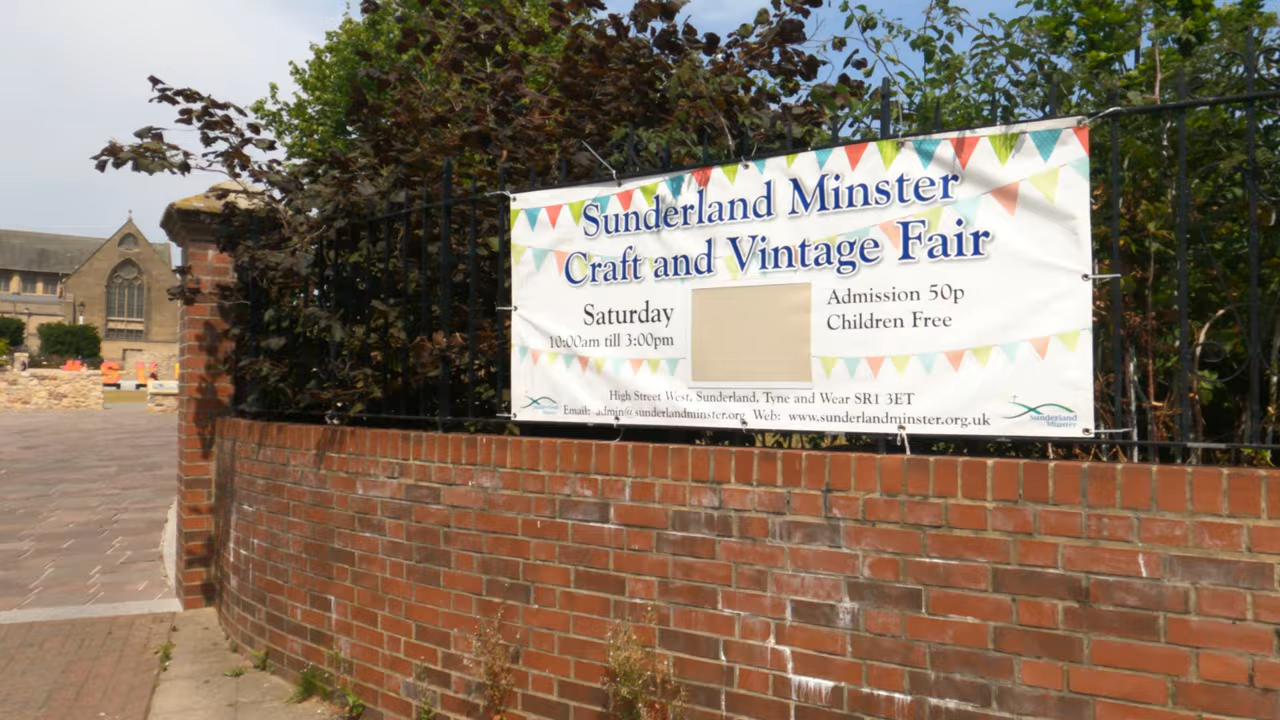 Sunderland Minster
Craft and Vintage Fair
Saturday
10:00am till 3:00pm
Admission 50p
Children Free
High Street West, Sunderland, Tyne and Wear SR1 3ET
Email: admin@sunderlandminster.org Web: www.sunderlandminster.org.uk
Sunderland
Minster